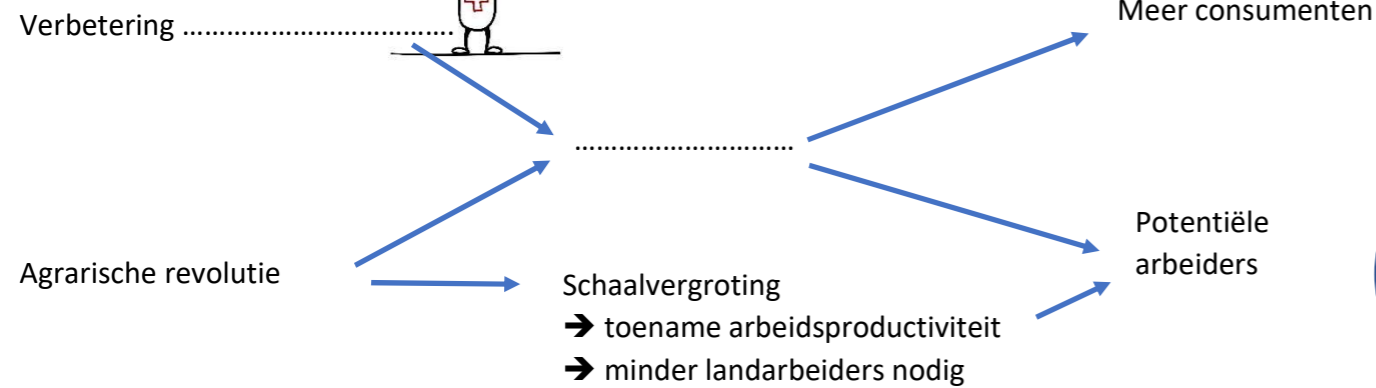 Meer consumenten
Verbetering ……………………………….
…………………………
Potentiële
arbeiders
Agrarische revolutie
Schaalvergroting
➔ toename arbeidsproductiviteit
➔ minder landarbeiders nodig